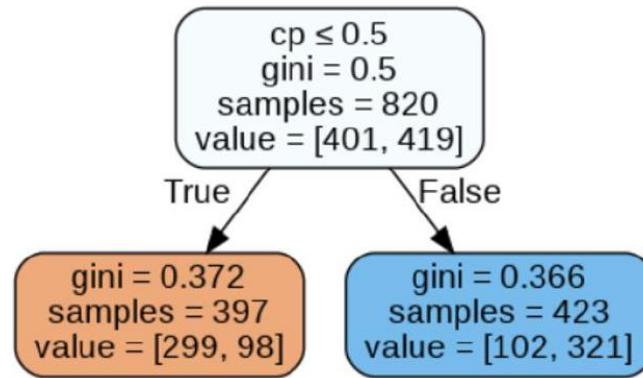 cp ≤ 0.5
gini = 0.5
samples = 820
value = [401, 419]
True
False
gini = 0.372
samples = 397
value = [299, 98]
gini = 0.366
samples = 423
value = [102, 321]